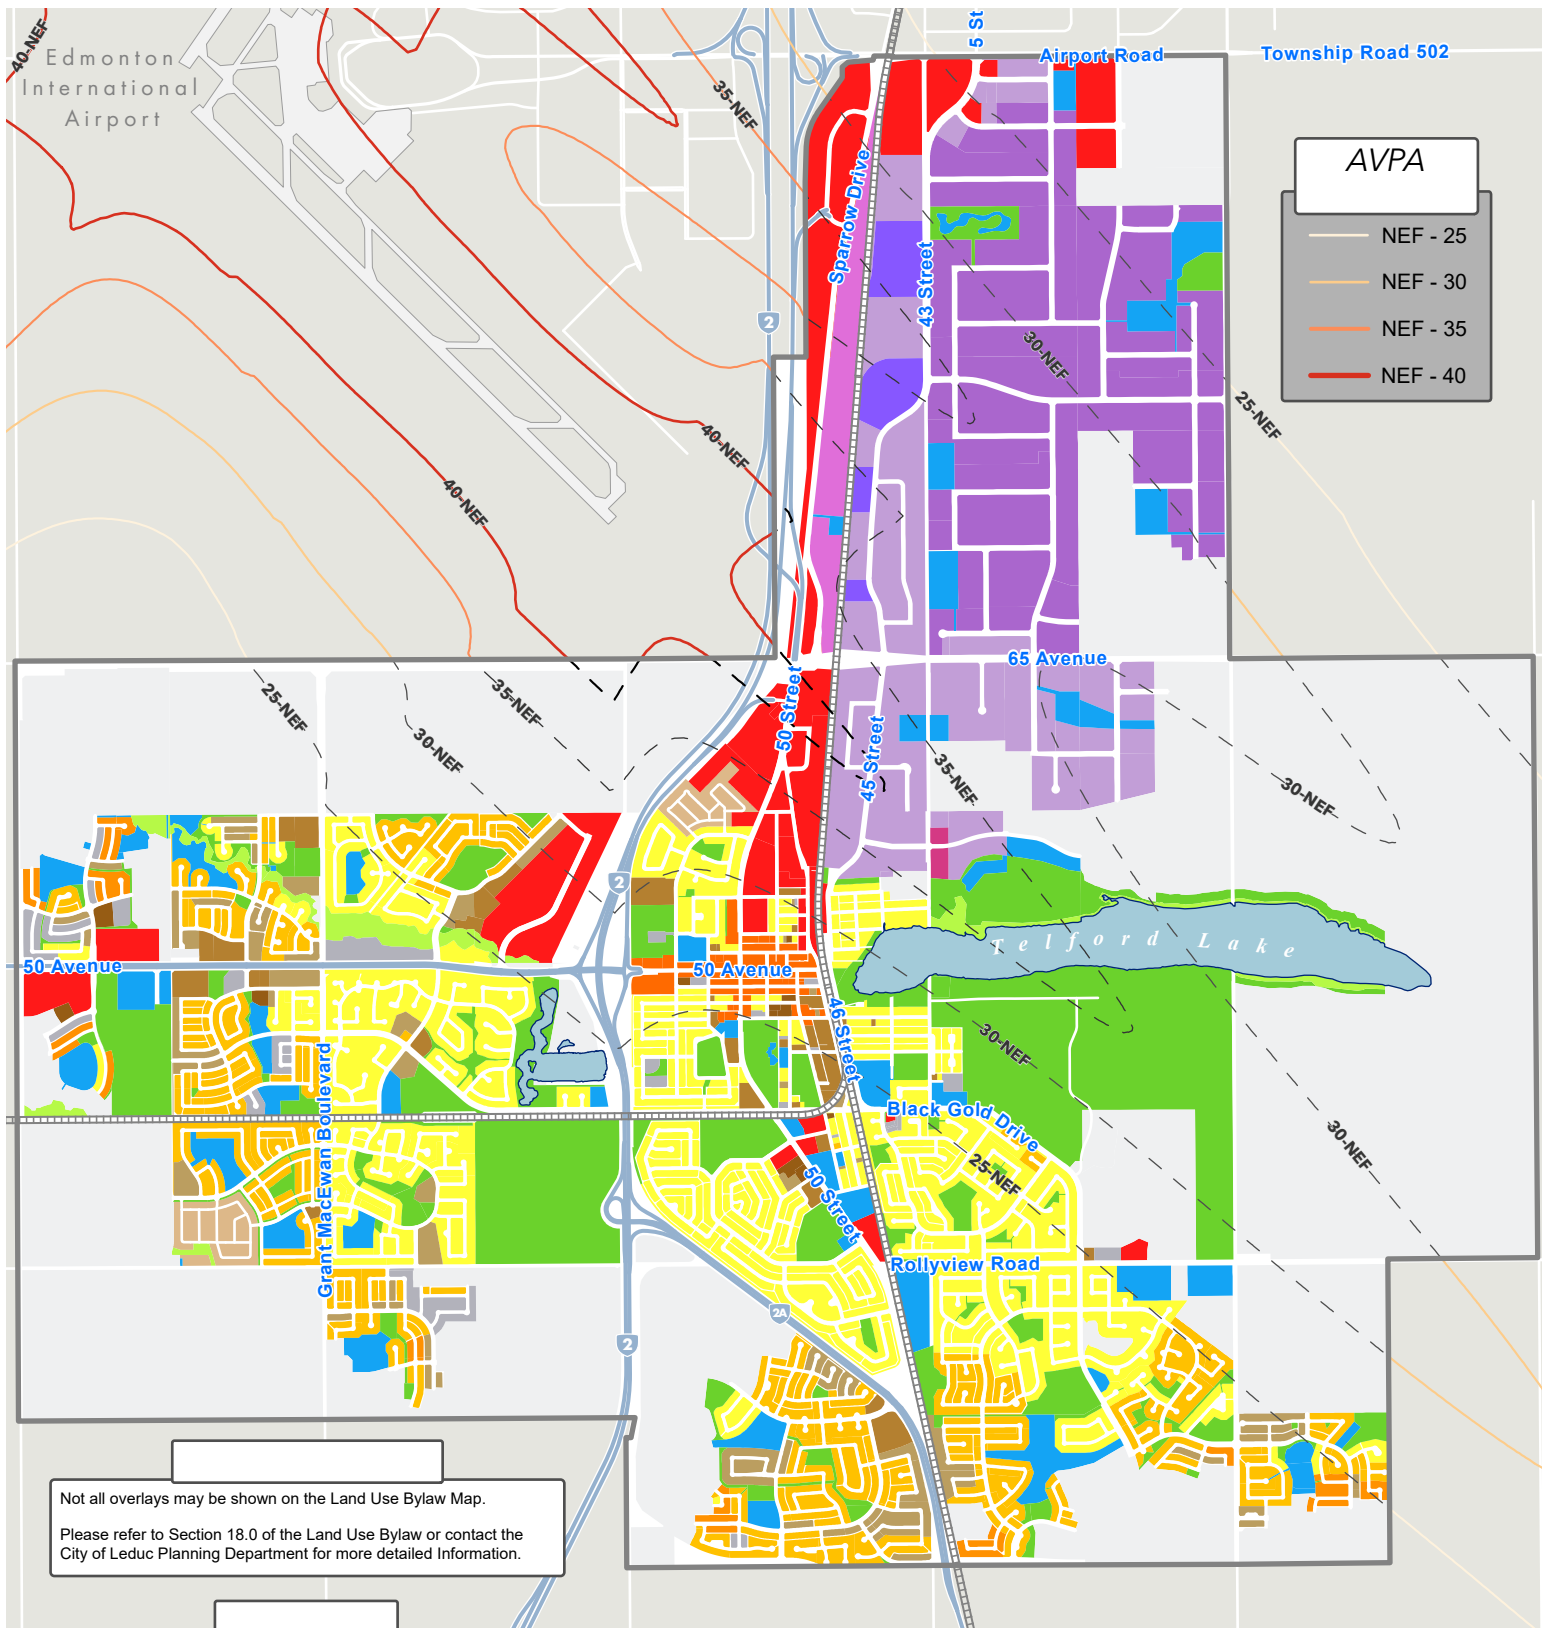 40-NEF
Edmonton
International
Airport
5 St
Airport Road
Township Road 502
35-NEF
AVPA
NEF - 25
NEF - 30
NEF - 35
NEF - 40
Sparrow Drive
43 Street
2
30-NEF
25-NEF
40-NEF
40-NEF
65 Avenue
25-NEF
35-NEF
30-NEF
50 Street
45 Street
35-NEF
30-NEF
2
Telford Lake
50 Avenue
50 Avenue
46 Street
30-NEF
Grant MacEwan Boulevard
Black Gold Drive
25-NEF
30-NEF
50 Street
Rollyview Road
2A
2
Not all overlays may be shown on the Land Use Bylaw Map.
Please refer to Section 18.0 of the Land Use Bylaw or contact the
City of Leduc Planning Department for more detailed Information.